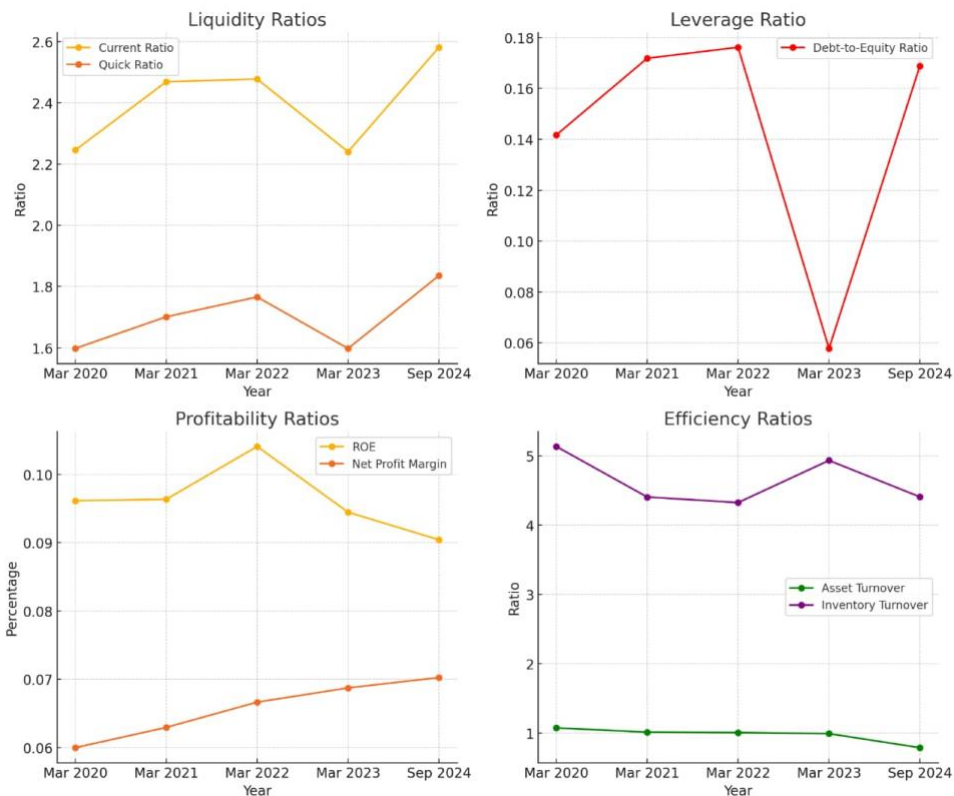 Liquidity Ratios
Current Ratio
Quick Ratio
2.6
2.4
2.2
2.0
1.8
1.6
Ratio
Mar 2020 Mar 2021 Mar 2022 Mar 2023 Sep 2024
Year
Leverage Ratio
Debt-to-Equity Ratio
0.18
0.16
0.14
0.12
0.10
0.08
0.06
Ratio
Mar 2020 Mar 2021 Mar 2022 Mar 2023 Sep 2024
Year
Profitability Ratios
ROE
Net Profit Margin
0.10
0.09
0.08
0.07
0.06
Percentage
Mar 2020 Mar 2021 Mar 2022 Mar 2023 Sep 2024
Year
Efficiency Ratios
5
4
3
2
1
Ratio
Asset Turnover
Inventory Turnover
Mar 2020 Mar 2021 Mar 2022 Mar 2023 Sep 2024
Year